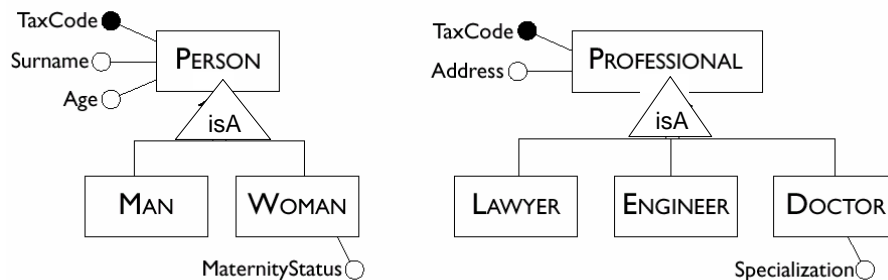 TaxCode
Surname
Age
PERSON
isA
MAN
WOMAN
MaternityStatus
TaxCode
Address
PROFESSIONAL
isA
LAWYER
ENGINEER
DOCTOR
Specialization